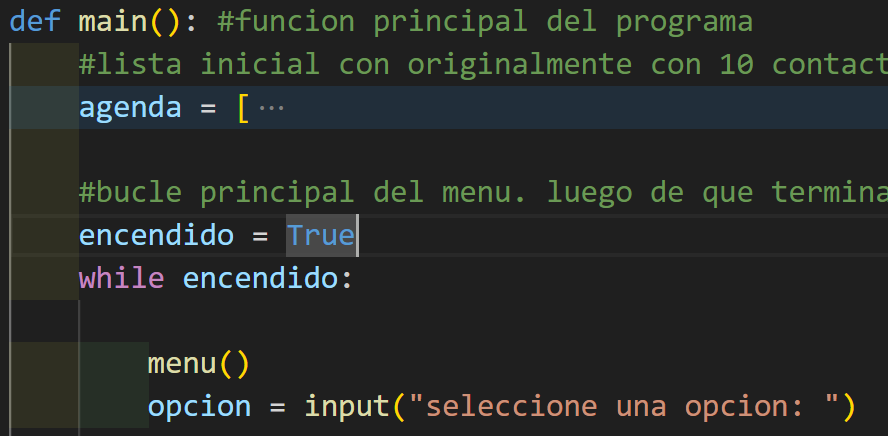 def main(): #funcion principal del programa
#lista inicial con originalmente con 10 contact
agenda = [ ...
#bucle principal del menu. luego de que termina
encendido = True
while encendido:
menu()
opcion = input("seleccione una opcion: ")